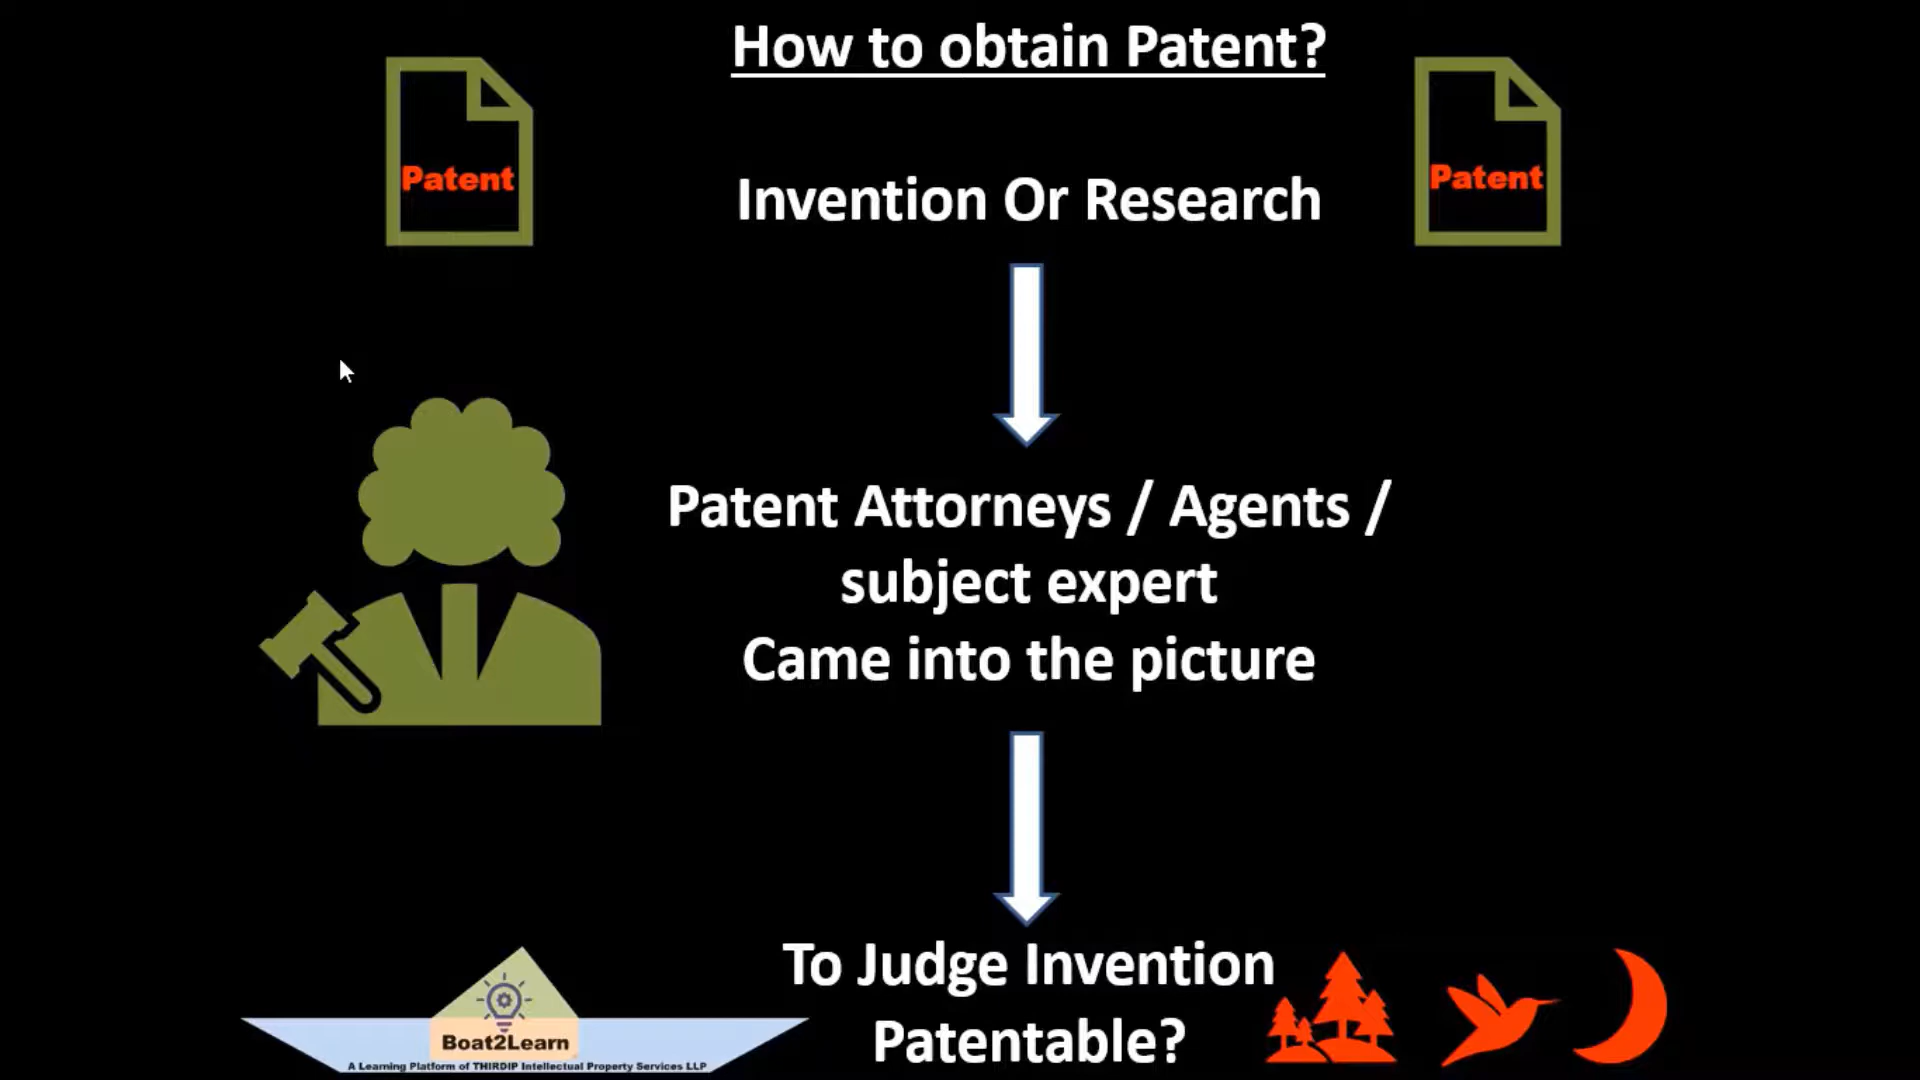 How to obtain Patent?
Patent
Patent
Invention Or Research
Patent Attorneys / Agents /
subject expert
Came into the picture
To Judge Invention
Patentable?
Boat2Learn
A Learning Platform of THIRDIP Intellectual Property Services LLP